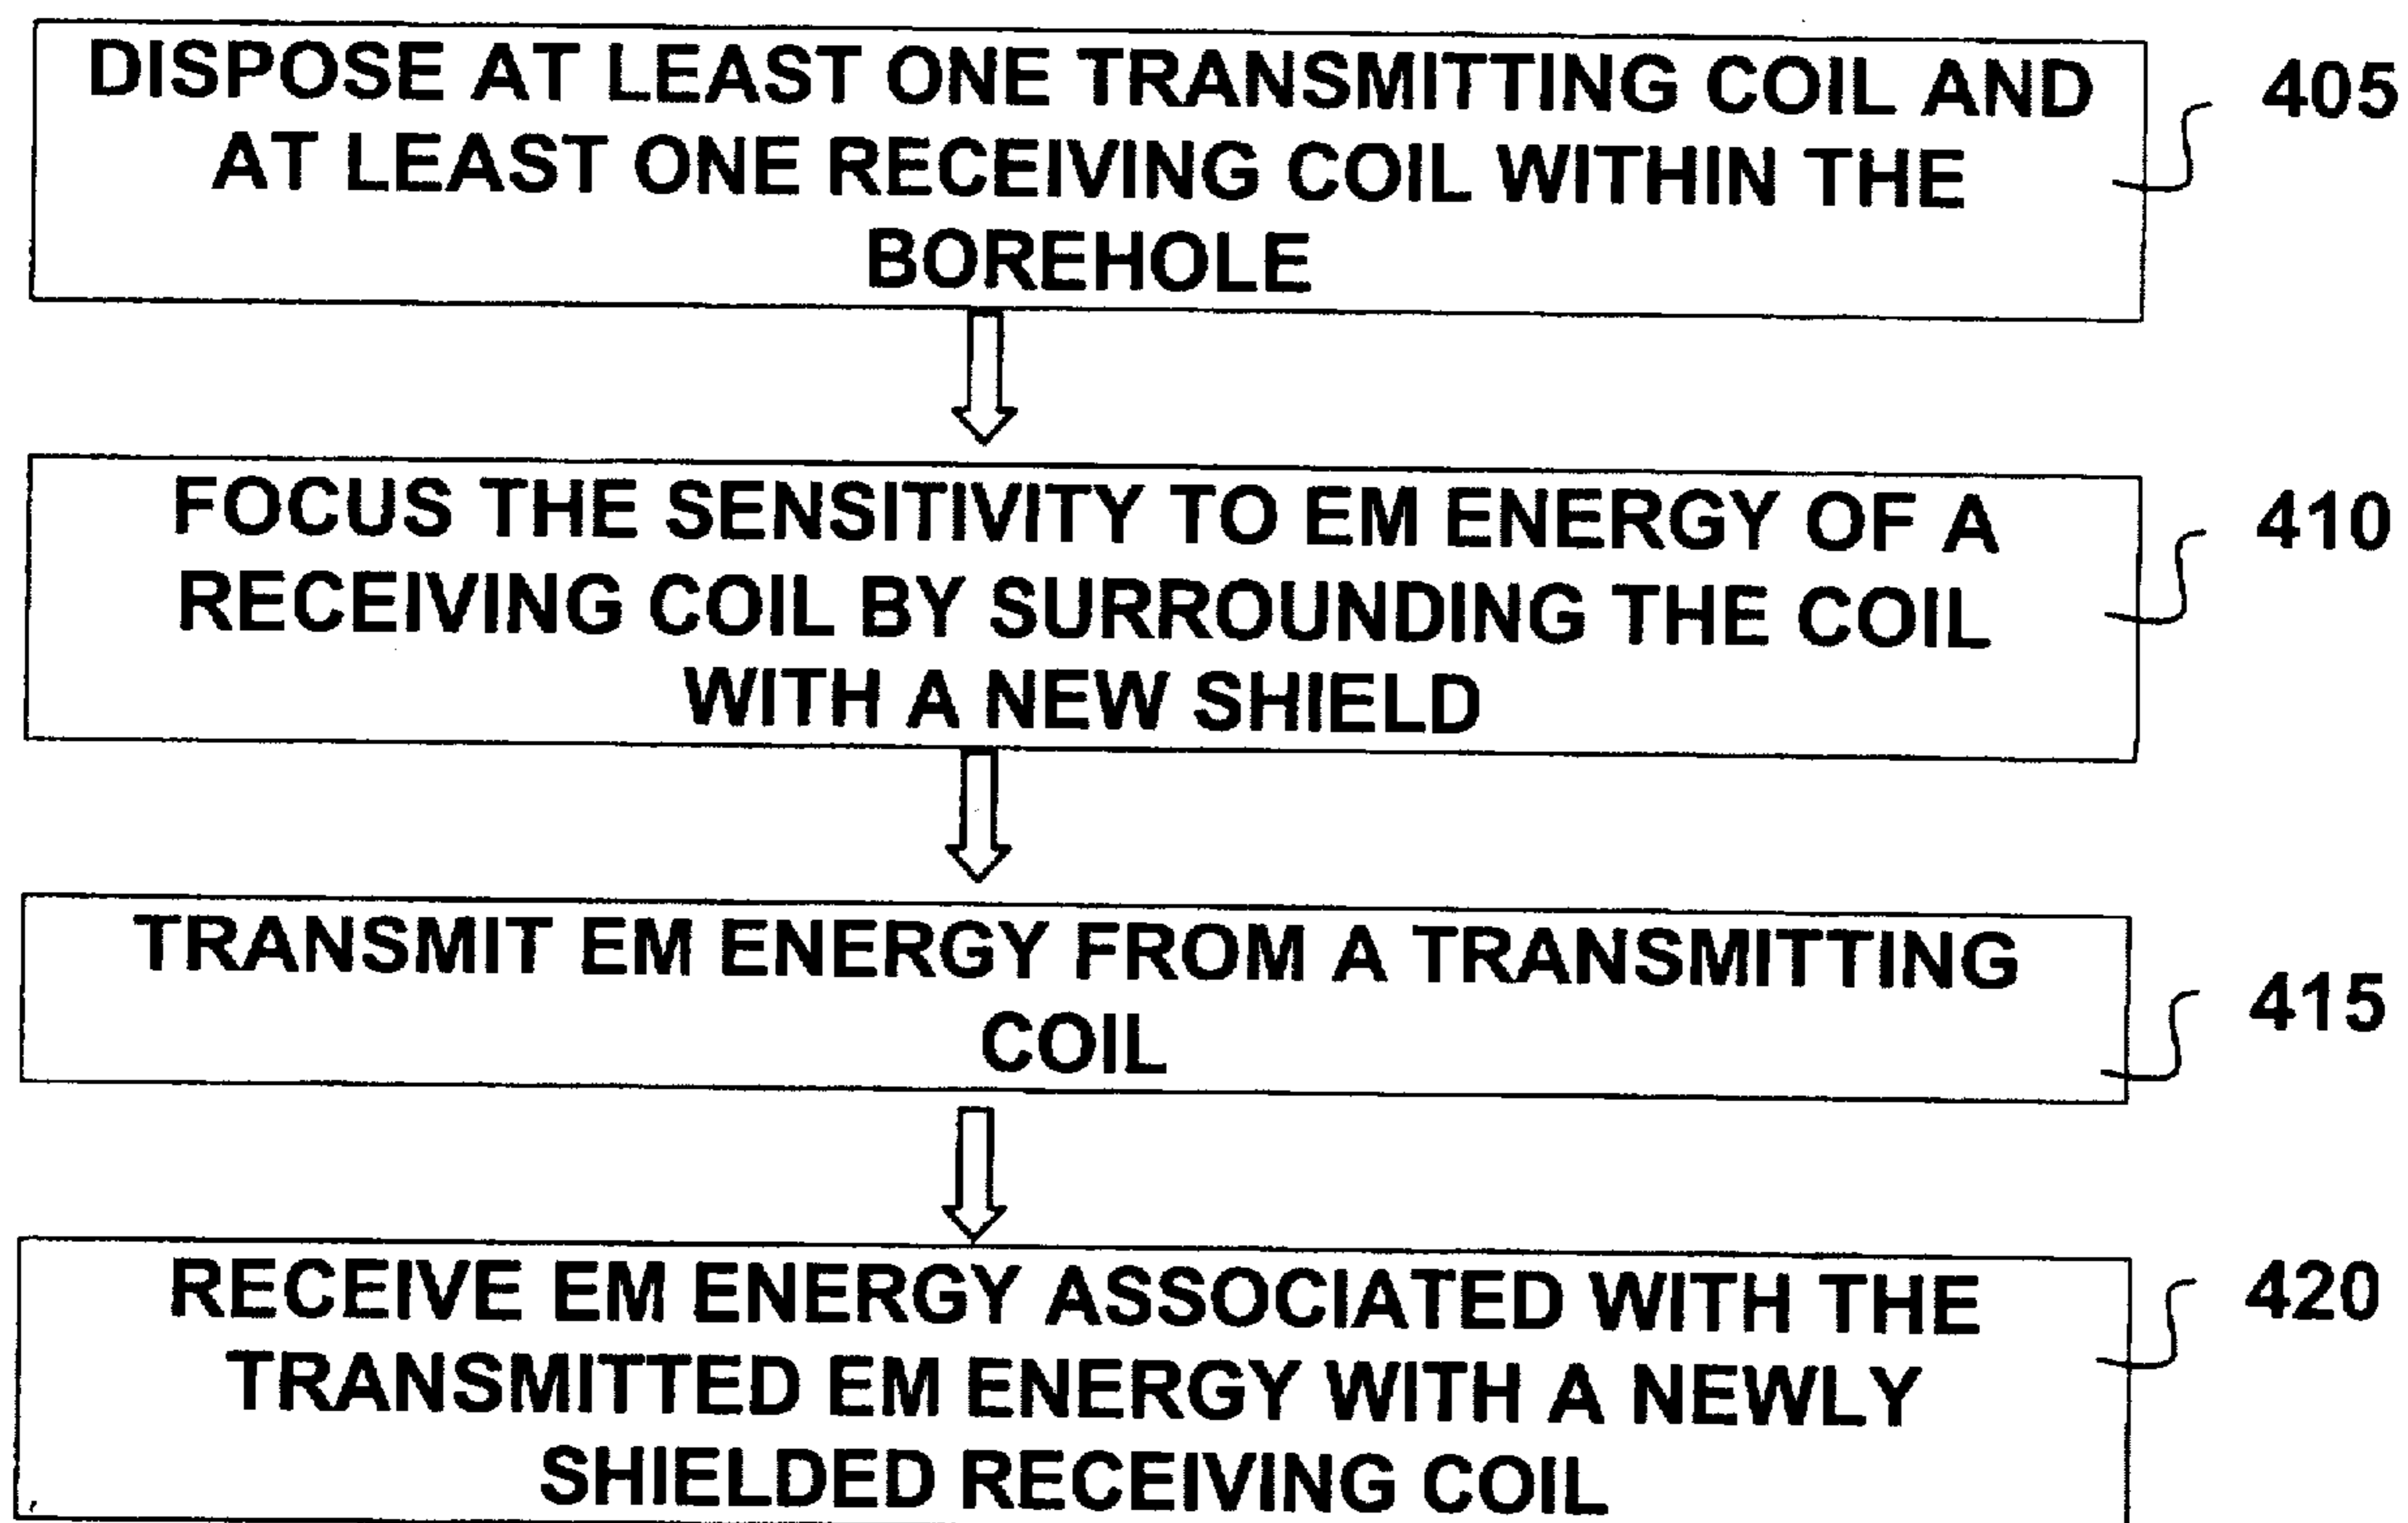 DISPOSE AT LEAST ONE TRANSMITTING COIL AND
AT LEAST ONE RECEIVING COIL WITHIN THE
BOREHOLE
405
FOCUS THE SENSITIVITY TO EM ENERGY OF A
RECEIVING COIL BY SURROUNDING THE COIL
WITH A NEW SHIELD
410
TRANSMIT EM ENERGY FROM A TRANSMITTING
COIL
415
RECEIVE EM ENERGY ASSOCIATED WITH THE
TRANSMITTED EM ENERGY WITH A NEWLY
SHIELDED RECEIVING COIL
420